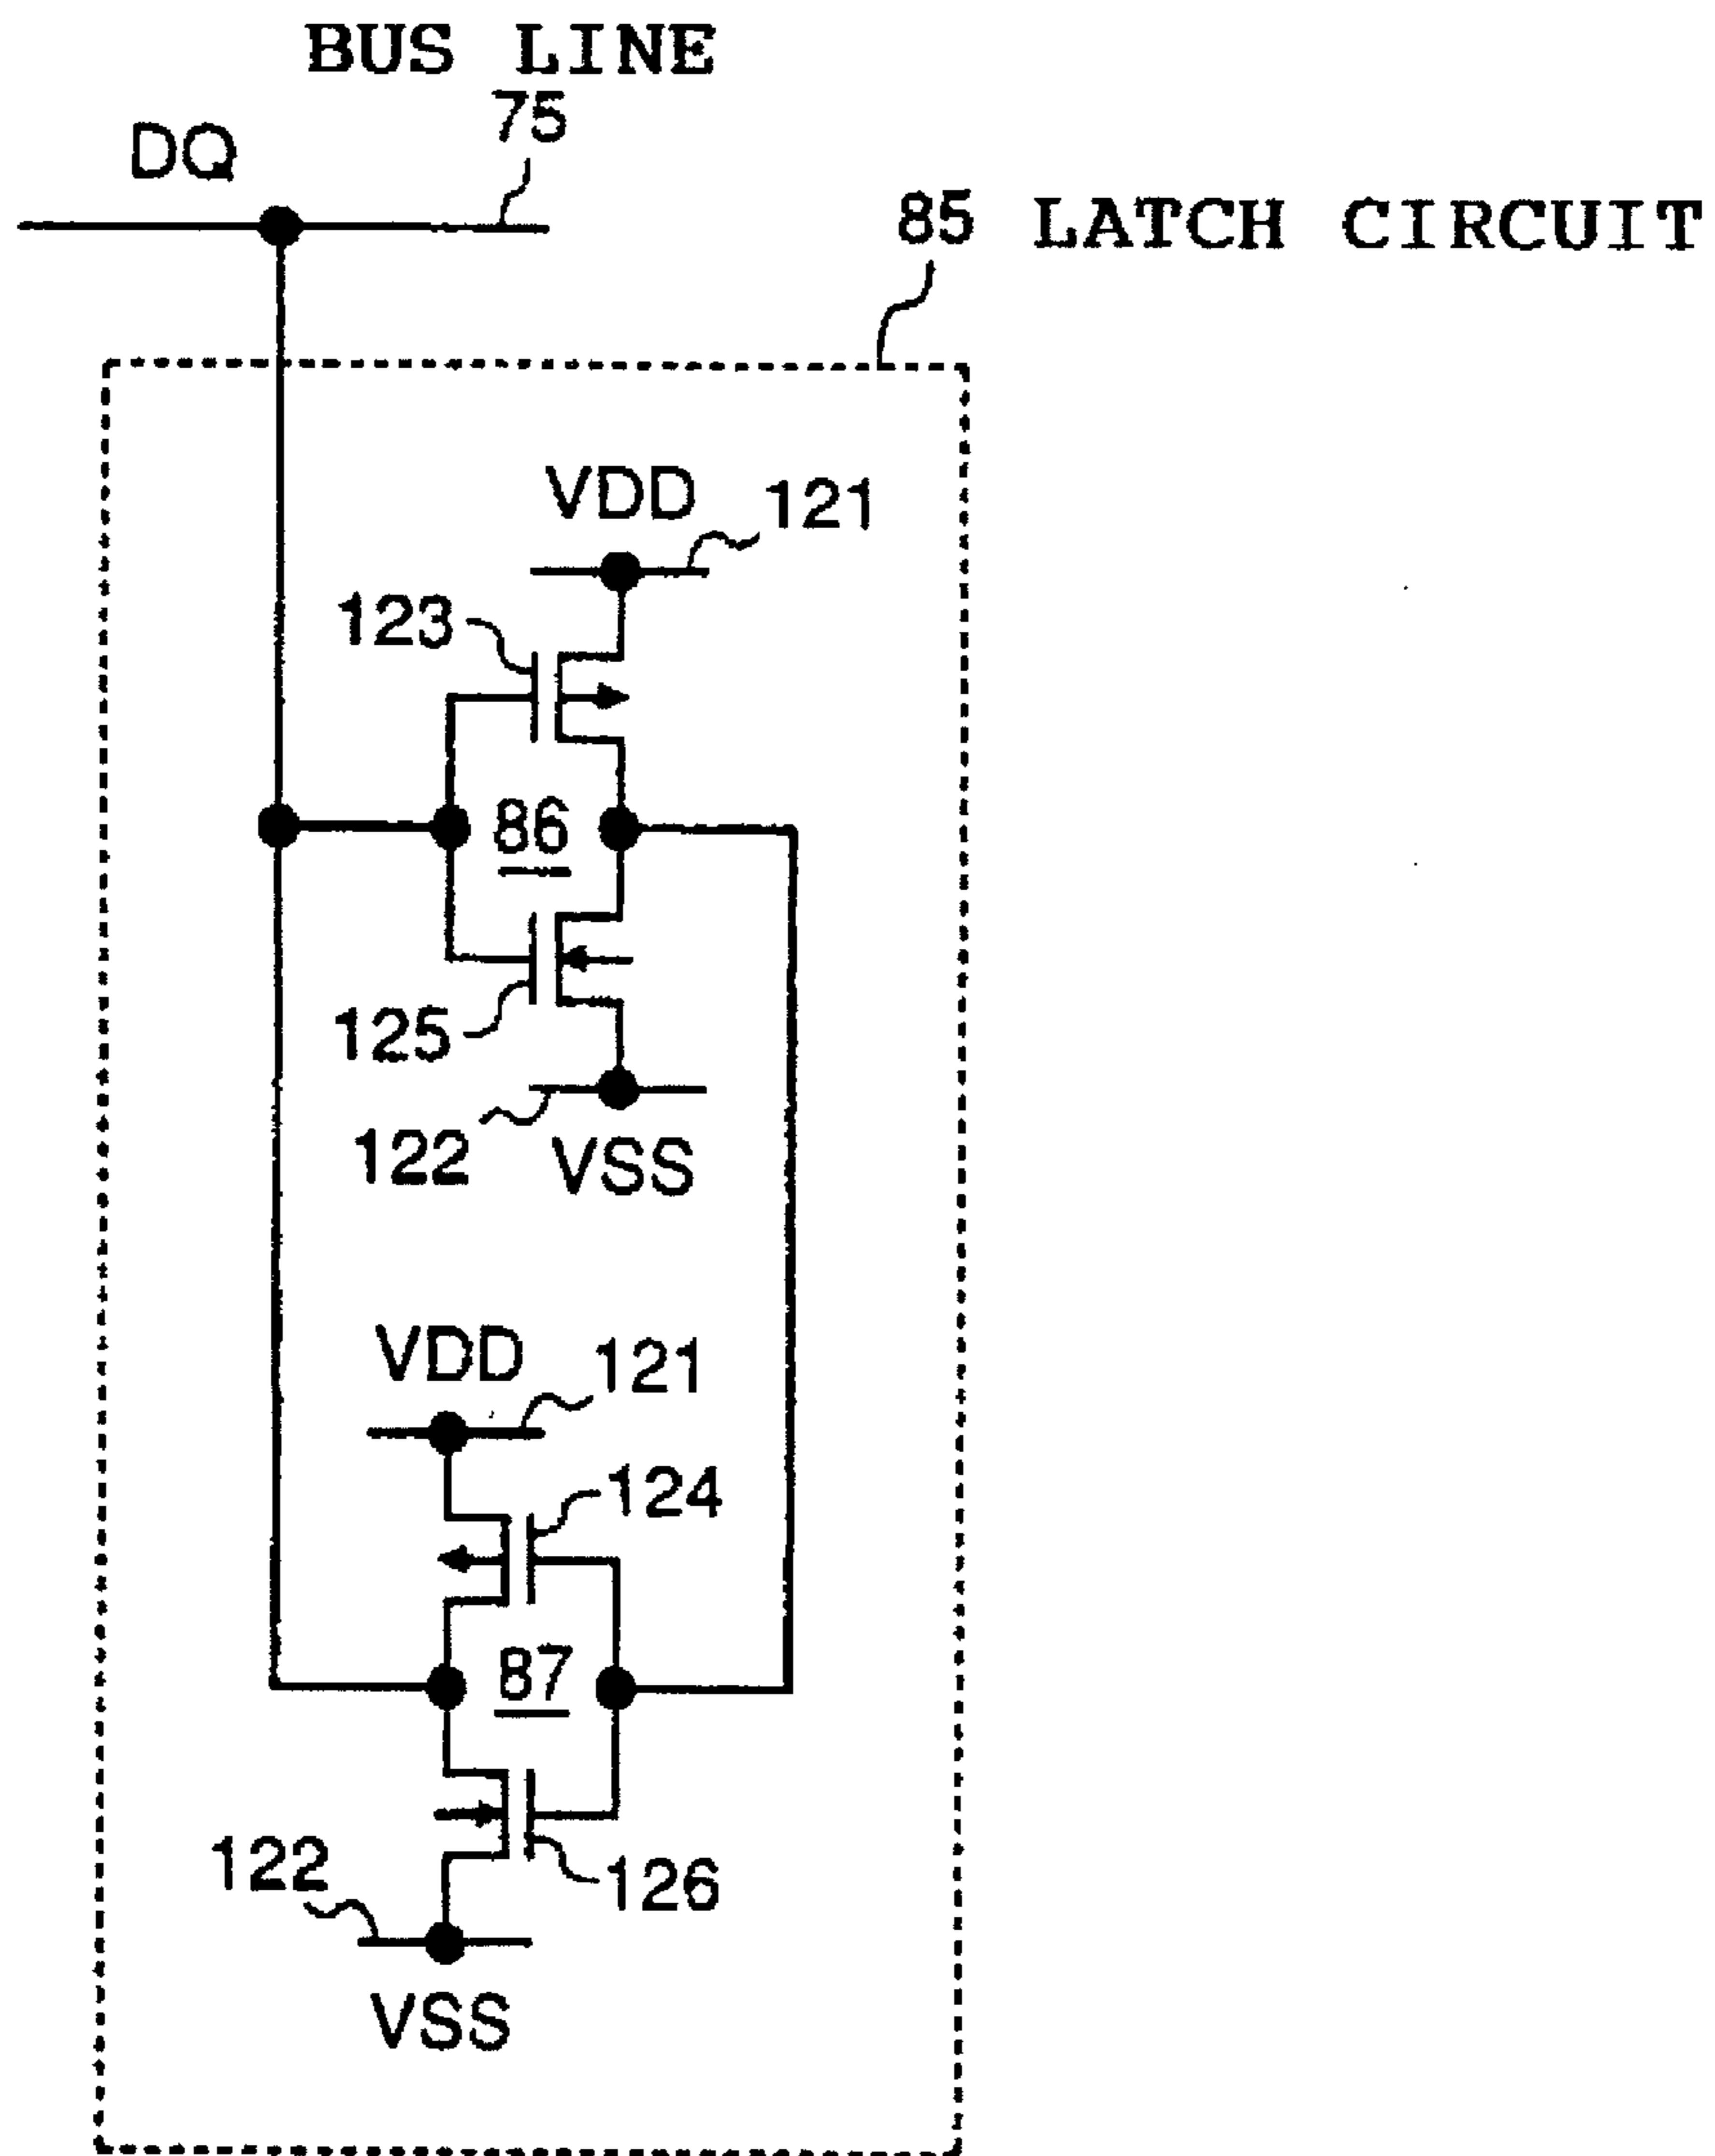 BUS LINE
75
DQ
85 LATCH CIRCUIT
VDD 121
123
86
125
122 VSS
VDD 121
124
87
122
126
VSS